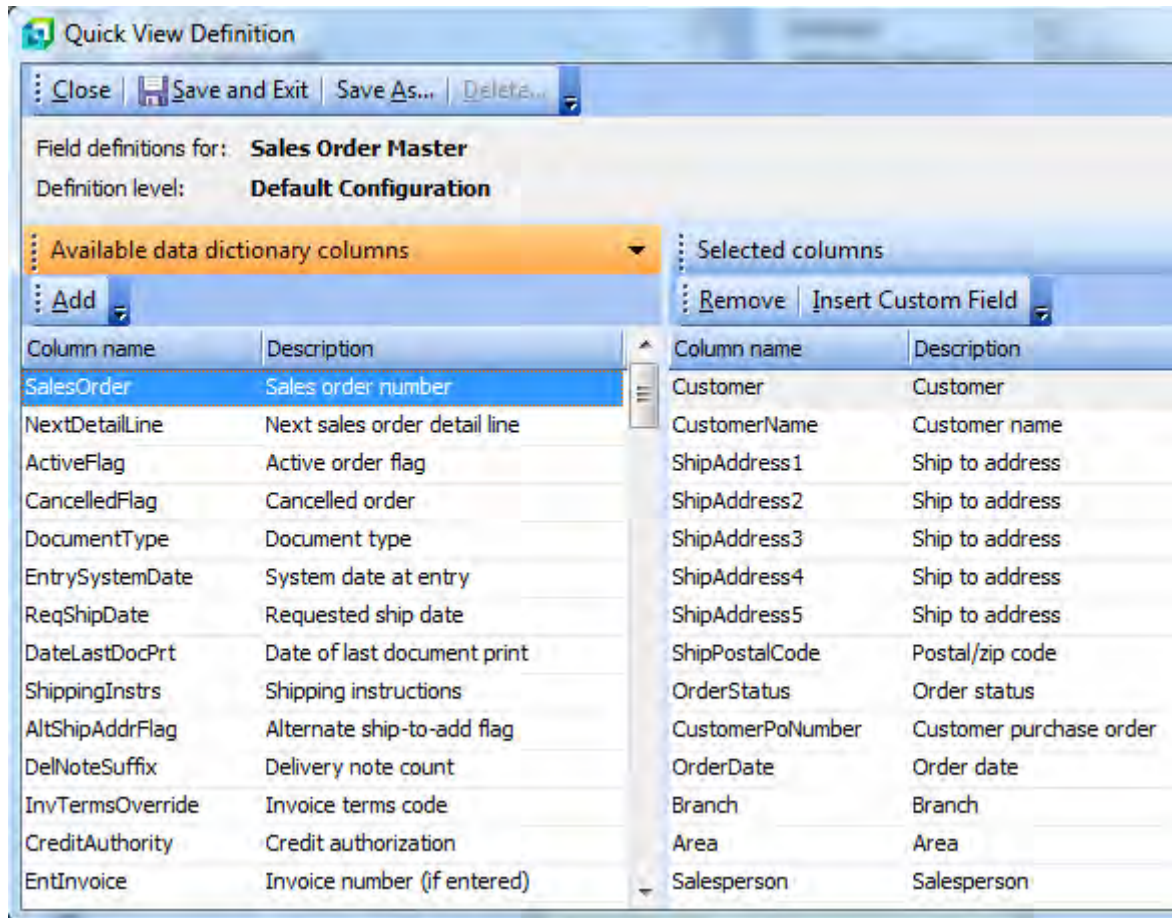 Quick View Definition
Close Save and Exit Save As... Delete...
Field definitions for: Sales Order Master
Definition level: Default Configuration
Available data dictionary columns
Add
Column name Description
SalesOrder Sales order number
NextDetailLine Next sales order detail line
ActiveFlag Active order flag
CancelledFlag Cancelled order
DocumentType Document type
EntrySystemDate System date at entry
ReqShipDate Requested ship date
DateLastDocPrt Date of last document print
ShippingInstrs Shipping instructions
AltShipAddrFlag Alternate ship-to-add flag
DelNoteSuffix Delivery note count
InvTermsOverride Invoice terms code
CreditAuthority Credit authorization
EntInvoice Invoice number (if entered)
Selected columns
Remove Insert Custom Field
Column name Description
Customer Customer
CustomerName Customer name
ShipAddress1 Ship to address
ShipAddress2 Ship to address
ShipAddress3 Ship to address
ShipAddress4 Ship to address
ShipAddress5 Ship to address
ShipPostalCode Postal/zip code
OrderStatus Order status
CustomerPoNumber Customer purchase order
OrderDate Order date
Branch Branch
Area Area
Salesperson Salesperson